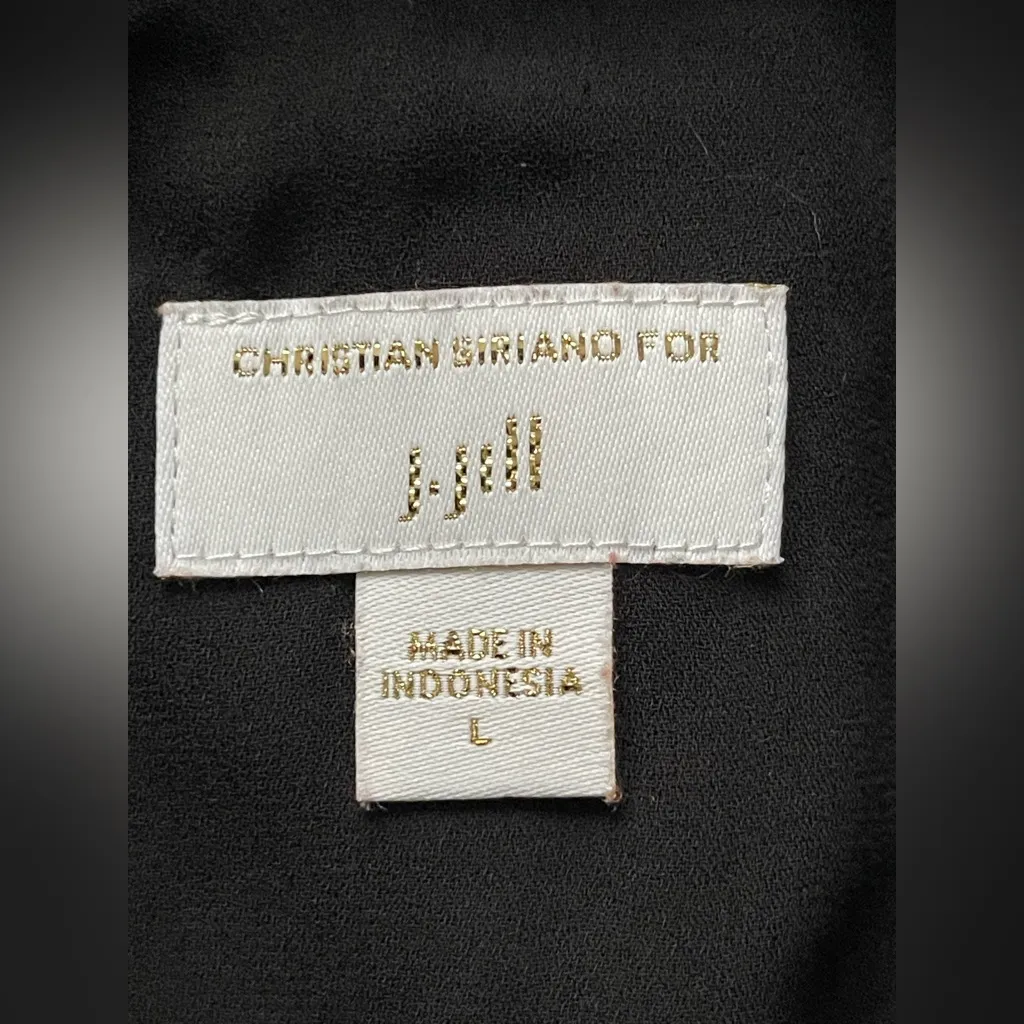 CHRISTIAN SIRIANO FOR
J.Jill
MADE IN
INDONESIA
L